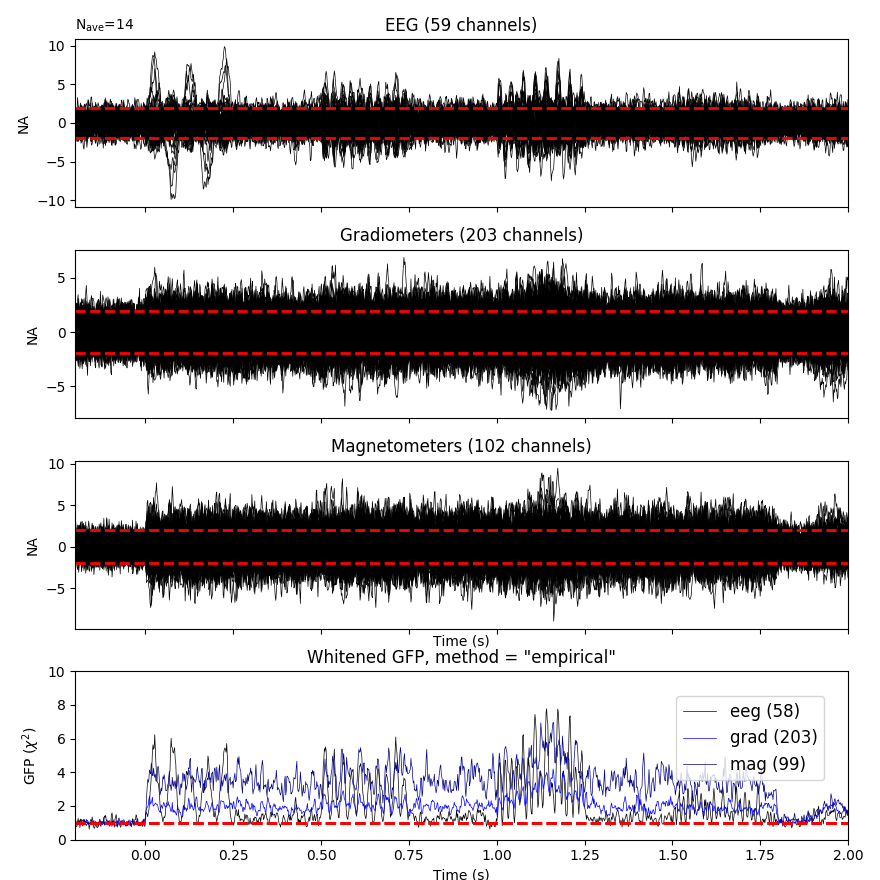 N_ave=14
EEG (59 channels)
10
5
0
−5
−10
NA
Gradiometers (203 channels)
5
0
−5
NA
Magnetometers (102 channels)
10
5
0
−5
NA
Time (s)
Whitened GFP, method = "empirical"
10
8
6
4
2
0
GFP (χ²)
eeg (58)
grad (203)
mag (99)
0.00 0.25 0.50 0.75 1.00 1.25 1.50 1.75 2.00
Time (s)